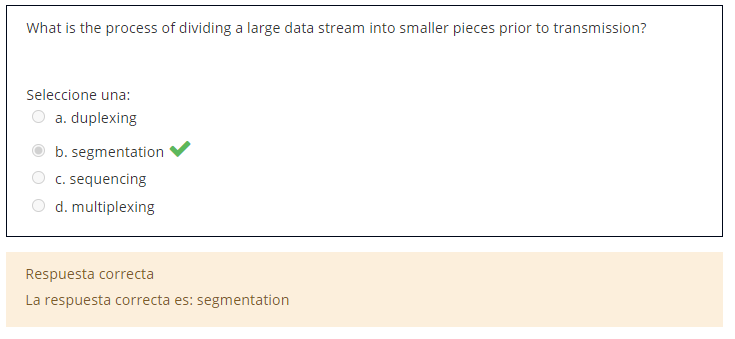 What is the process of dividing a large data stream into smaller pieces prior to transmission?
Seleccione una:
a. duplexing
b. segmentation
c. sequencing
d. multiplexing
Respuesta correcta
La respuesta correcta es: segmentation